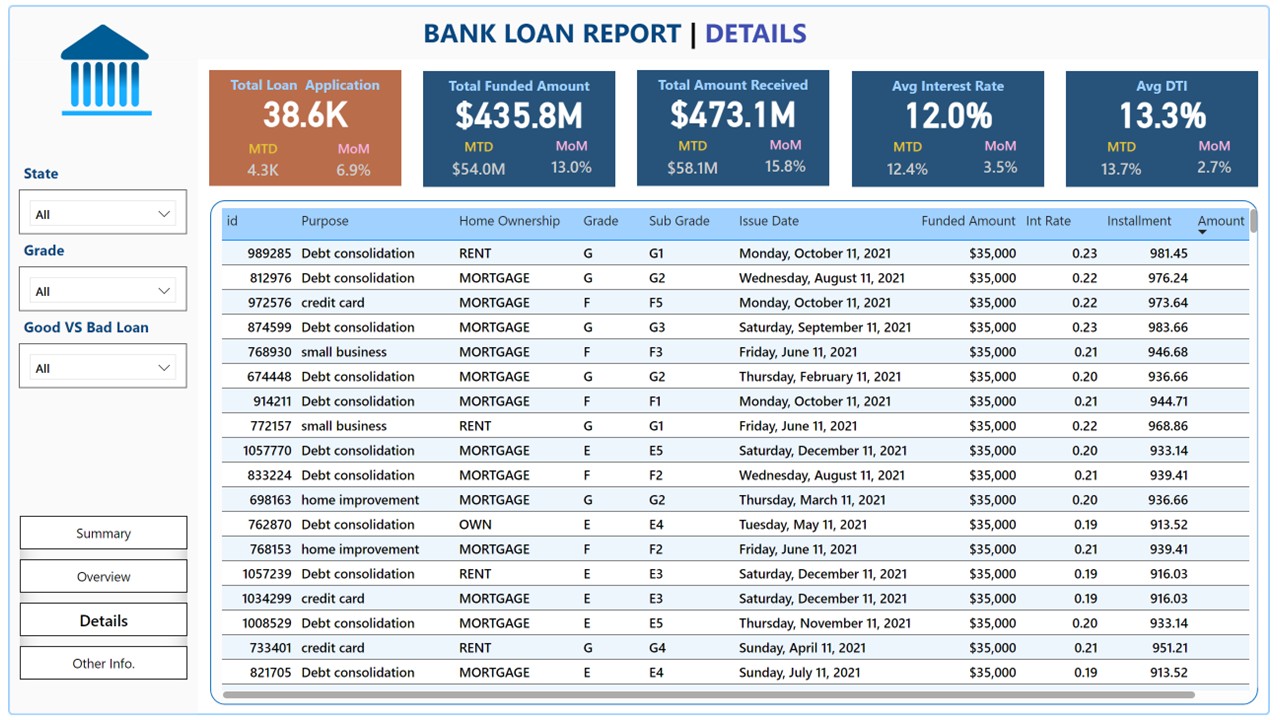 BANK LOAN REPORT | DETAILS
Total Loan Application
38.6K
MTD MoM
4.3K 6.9%
Total Funded Amount
$435.8M
MTD MoM
$54.0M 13.0%
Total Amount Received
$473.1M
MTD MoM
$58.1M 15.8%
Avg Interest Rate
12.0%
MTD MoM
12.4% 3.5%
Avg DTI
13.3%
MTD MoM
13.7% 2.7%
State
All
Grade
All
Good VS Bad Loan
All
Summary
Overview
Details
Other Info.
id Purpose Home Ownership Grade Sub Grade Issue Date Funded Amount Int Rate Installment Amount
989285 Debt consolidation RENT G G1 Monday, October 11, 2021 $35,000 0.23 981.45
812976 Debt consolidation MORTGAGE G G2 Wednesday, August 11, 2021 $35,000 0.22 976.24
972576 credit card MORTGAGE F F5 Monday, October 11, 2021 $35,000 0.22 973.64
874599 Debt consolidation MORTGAGE G G3 Saturday, September 11, 2021 $35,000 0.23 983.66
768930 small business MORTGAGE F F3 Friday, June 11, 2021 $35,000 0.21 946.68
674448 Debt consolidation MORTGAGE G G2 Thursday, February 11, 2021 $35,000 0.20 936.66
914211 Debt consolidation MORTGAGE F F1 Monday, October 11, 2021 $35,000 0.21 944.71
772157 small business RENT G G1 Friday, June 11, 2021 $35,000 0.22 968.86
1057770 Debt consolidation MORTGAGE E E5 Saturday, December 11, 2021 $35,000 0.20 933.14
833224 Debt consolidation MORTGAGE F F2 Wednesday, August 11, 2021 $35,000 0.21 939.41
698163 home improvement MORTGAGE G G2 Thursday, March 11, 2021 $35,000 0.20 936.66
762870 Debt consolidation OWN E E4 Tuesday, May 11, 2021 $35,000 0.19 913.52
768153 home improvement MORTGAGE F F2 Friday, June 11, 2021 $35,000 0.21 939.41
1057239 Debt consolidation RENT E E3 Saturday, December 11, 2021 $35,000 0.19 916.03
1034299 credit card MORTGAGE E E3 Saturday, December 11, 2021 $35,000 0.19 916.03
1008529 Debt consolidation MORTGAGE E E5 Thursday, November 11, 2021 $35,000 0.20 933.14
733401 credit card RENT G G4 Sunday, April 11, 2021 $35,000 0.21 951.21
821705 Debt consolidation MORTGAGE E E4 Sunday, July 11, 2021 $35,000 0.19 913.52